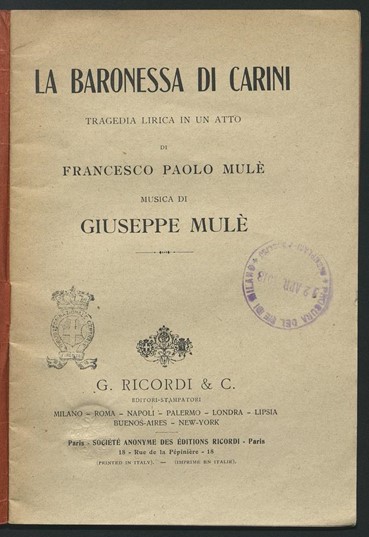 LA BARONESSA DI CARINI
TRAGEDIA LIRICA IN UN ATTO
DI
FRANCESCO PAOLO MULÈ
MUSICA DI
GIUSEPPE MULÈ
G. RICORDI & C.
EDITORI-STAMPATORI
MILANO – ROMA – NAPOLI – PALERMO – LONDRA – LIPSIA
BUENOS-AIRES – NEW-YORK
Paris - SOCIÉTÉ ANONYME DES ÉDITIONS RICORDI - Paris
18 - Rue de la Pépinière - 18
(PRINTED IN ITALY). — (IMPRIMÉ EN ITALIE).